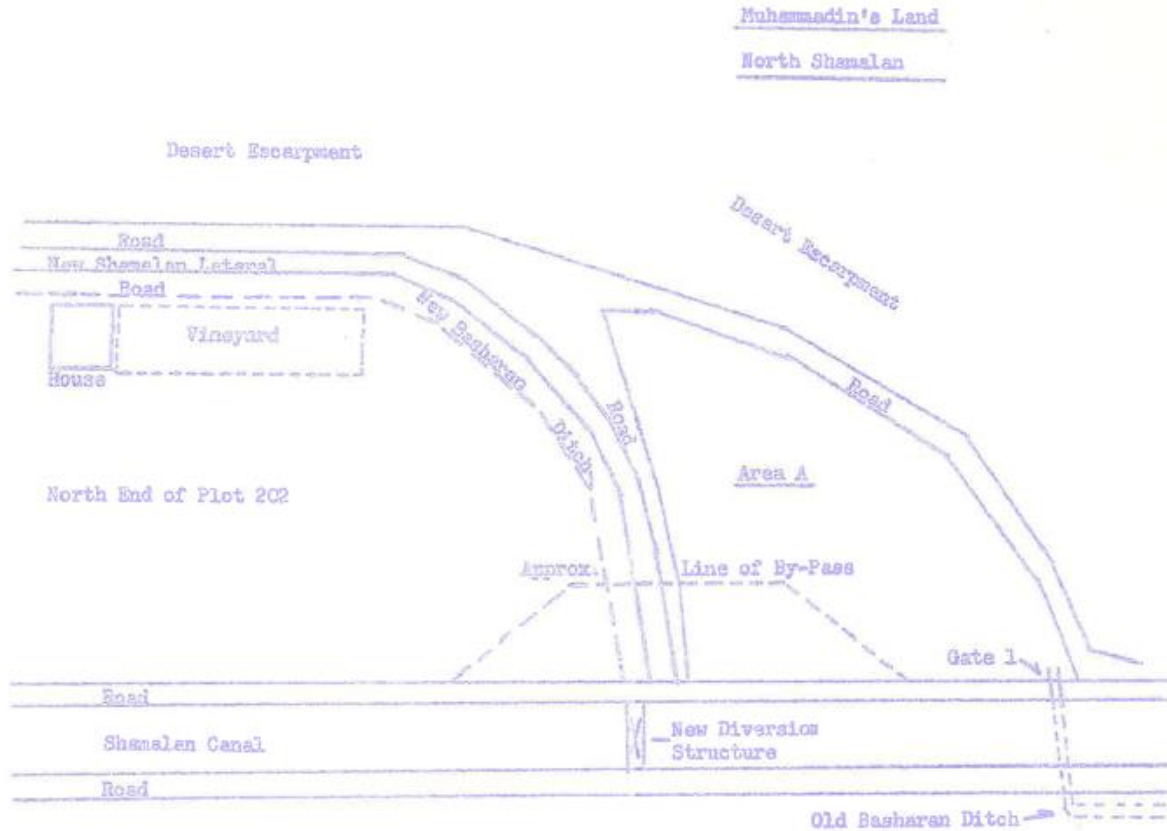 Muhammadin's Land
North Shamalan
Desert Escarpment
Desert Escarpment
Road
New Shamalan Lateral
Road
Vineyard
House
New Basharan Ditch
Road
Road
Area A
North End of Plot 202
Approx. Line of By-Pass
Gate 1
Road
Shamalan Canal
New Diversion
Structure
Road
Old Basharan Ditch